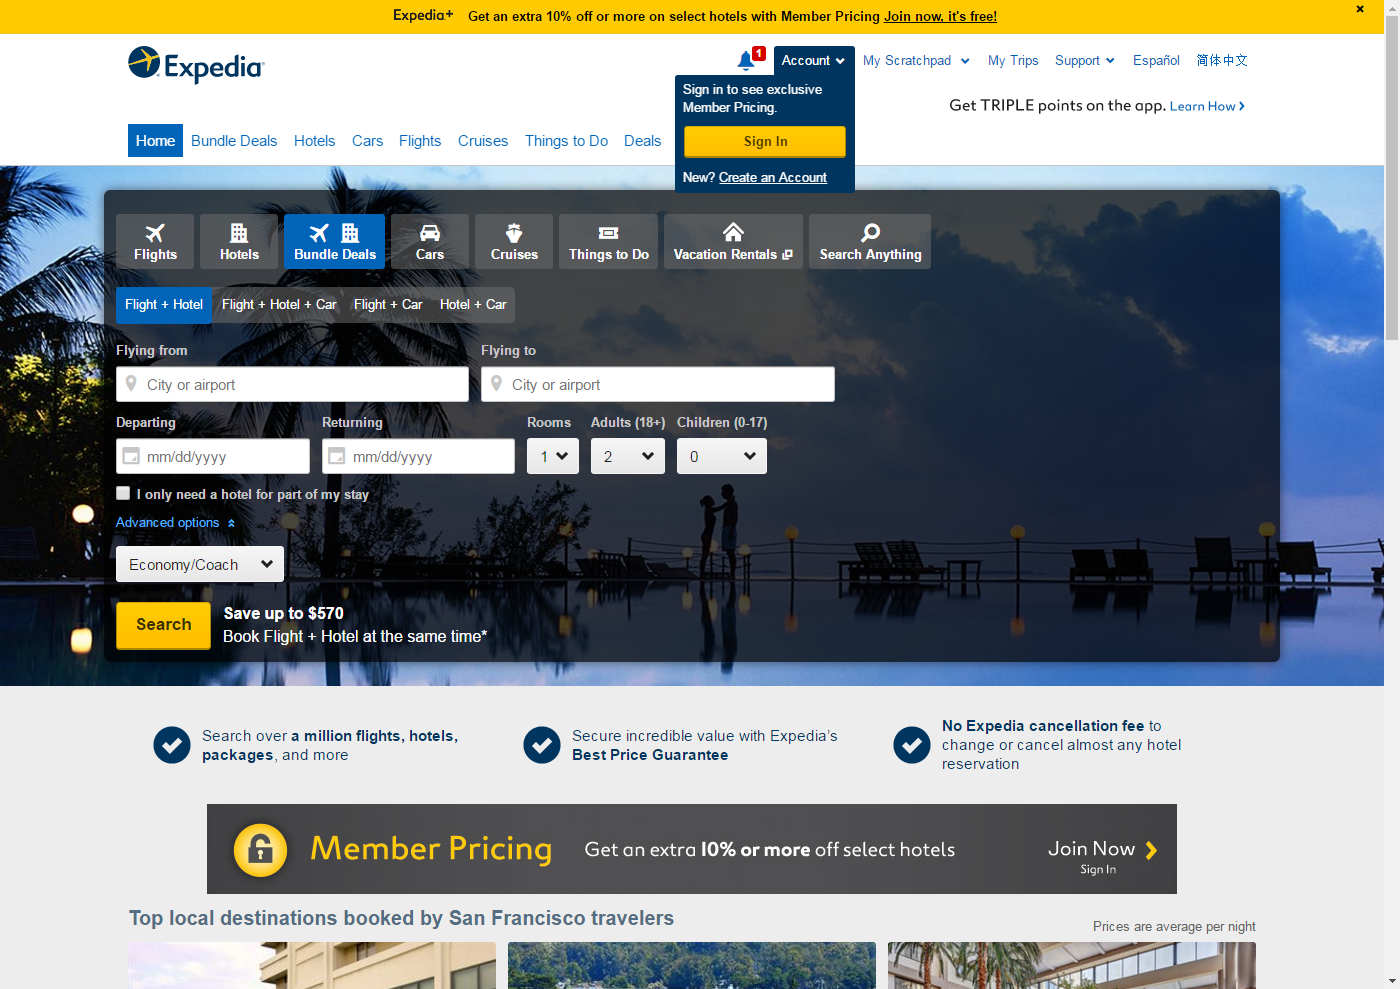 Expedia+ Get an extra 10% off or more on select hotels with Member Pricing Join now, it's free!
Expedia
1
Account
My Scratchpad
My Trips
Support
Español
简体中文
Sign in to see exclusive
Member Pricing.
Sign In
New? Create an Account
Get TRIPLE points on the app. Learn How
Home
Bundle Deals
Hotels
Cars
Flights
Cruises
Things to Do
Deals
Flights
Hotels
Bundle Deals
Cars
Cruises
Things to Do
Vacation Rentals
Search Anything
Flight + Hotel
Flight + Hotel + Car
Flight + Car
Hotel + Car
Flying from
Flying to
City or airport
City or airport
Departing
Returning
Rooms
Adults (18+)
Children (0-17)
mm/dd/yyyy
mm/dd/yyyy
1
2
0
I only need a hotel for part of my stay
Advanced options
Economy/Coach
Search
Save up to $570
Book Flight + Hotel at the same time*
Search over a million flights, hotels,
packages, and more
Secure incredible value with Expedia's
Best Price Guarantee
No Expedia cancellation fee to
change or cancel almost any hotel
reservation
Member Pricing
Get an extra 10% or more off select hotels
Join Now
Sign In
Top local destinations booked by San Francisco travelers
Prices are average per night